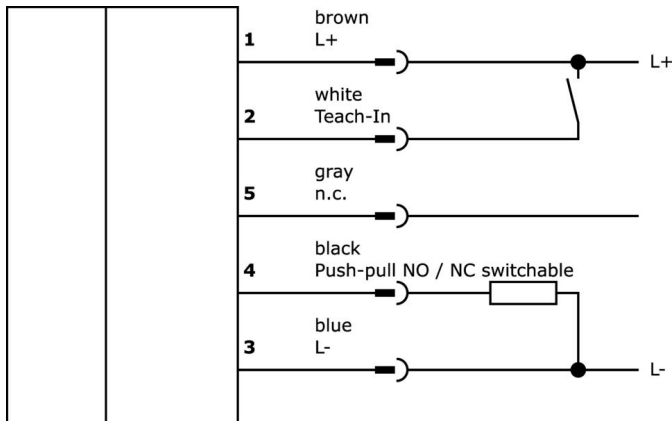 brown
1 L+
L+
white
2 Teach-In
gray
5 n.c.
black
4 Push-pull NO / NC switchable
blue
3 L-
L-